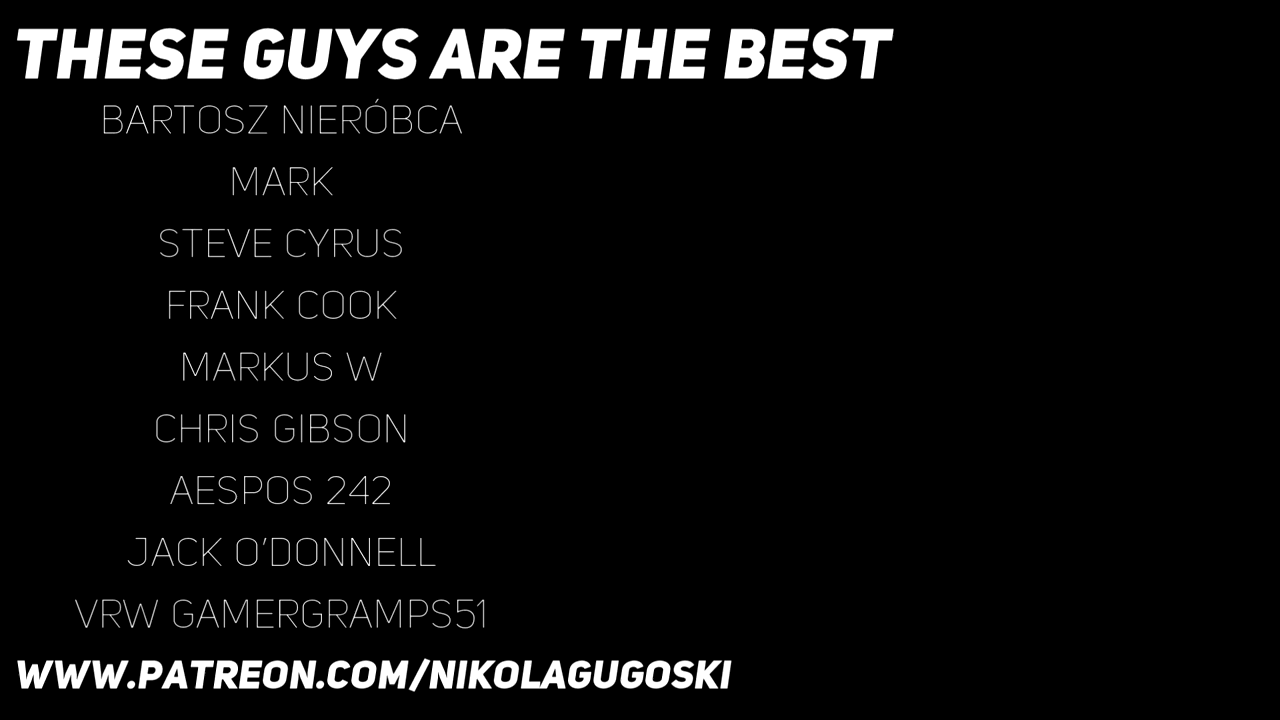 THESE GUYS ARE THE BEST
BARTOSZ NIERÓBCA
MARK
STEVE CYRUS
FRANK COOK
MARKUS W
CHRIS GIBSON
AESPOS 242
JACK O'DONNELL
VRW GAMERGRAMPS51
WWW.PATREON.COM/NIKOLAGUGOSKI